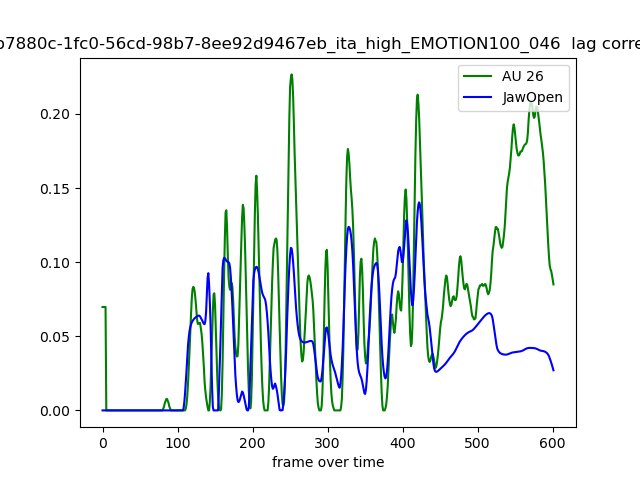 b7880c-1fc0-56cd-98b7-8ee92d9467eb_ita_high_EMOTION100_046 lag corre
AU 26
JawOpen
0.20
0.15
0.10
0.05
0.00
0 100 200 300 400 500 600
frame over time